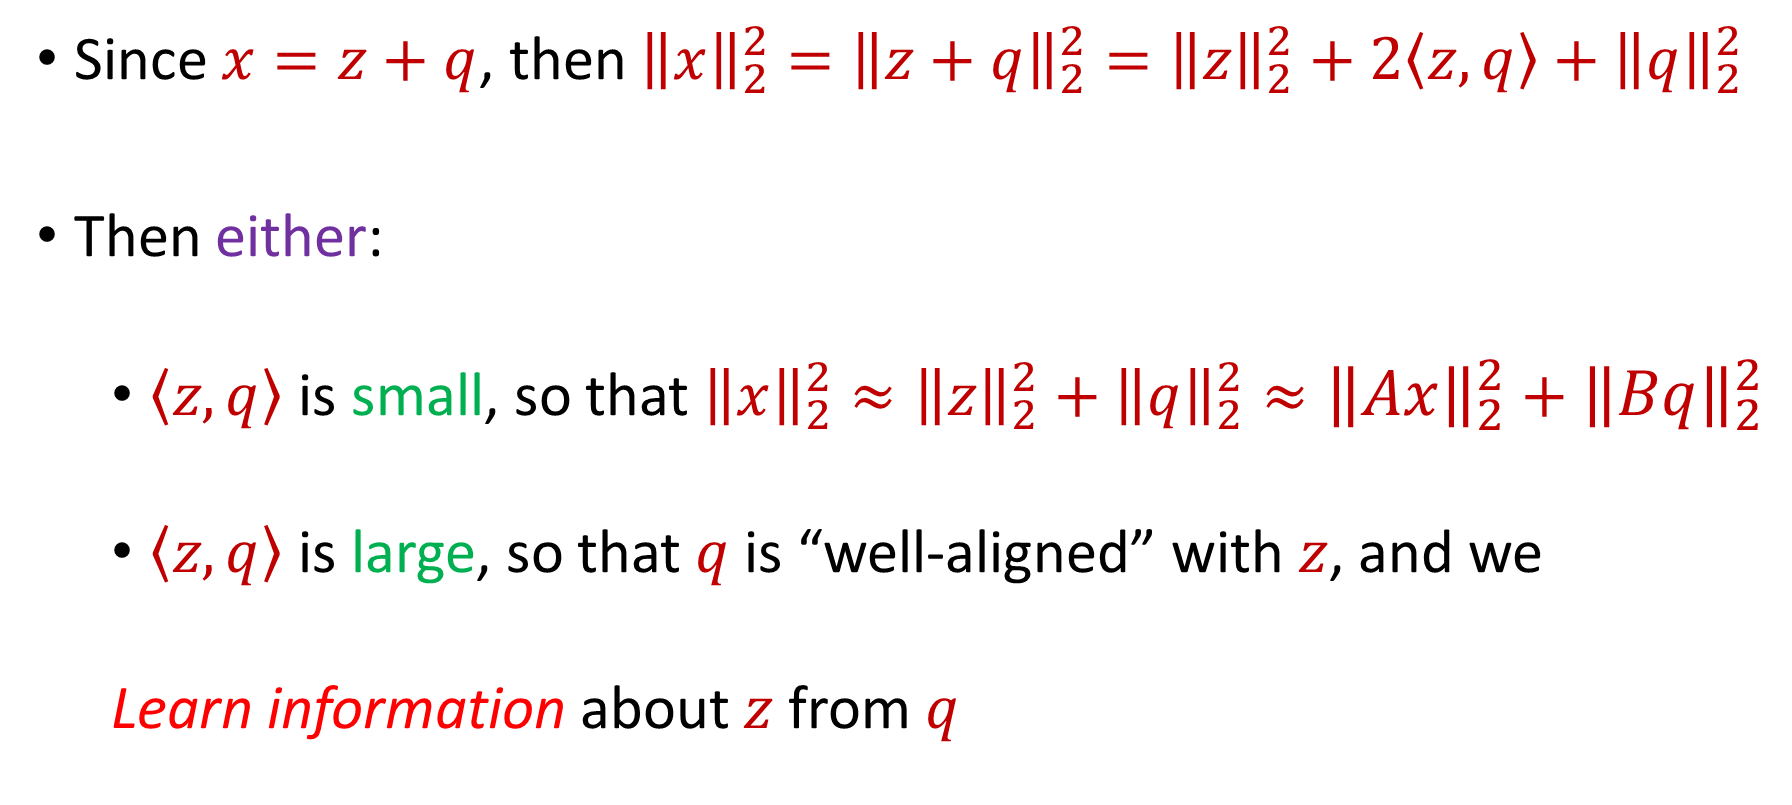 • Since x = z + q, then ‖x‖₂² = ‖z + q‖₂² = ‖z‖₂² + 2⟨z, q⟩ + ‖q‖₂²
• Then either:
• ⟨z, q⟩ is small, so that ‖x‖₂² ≈ ‖z‖₂² + ‖q‖₂² ≈ ‖Ax‖₂² + ‖Bq‖₂²
• ⟨z, q⟩ is large, so that q is “well-aligned” with z, and we
Learn information about z from q